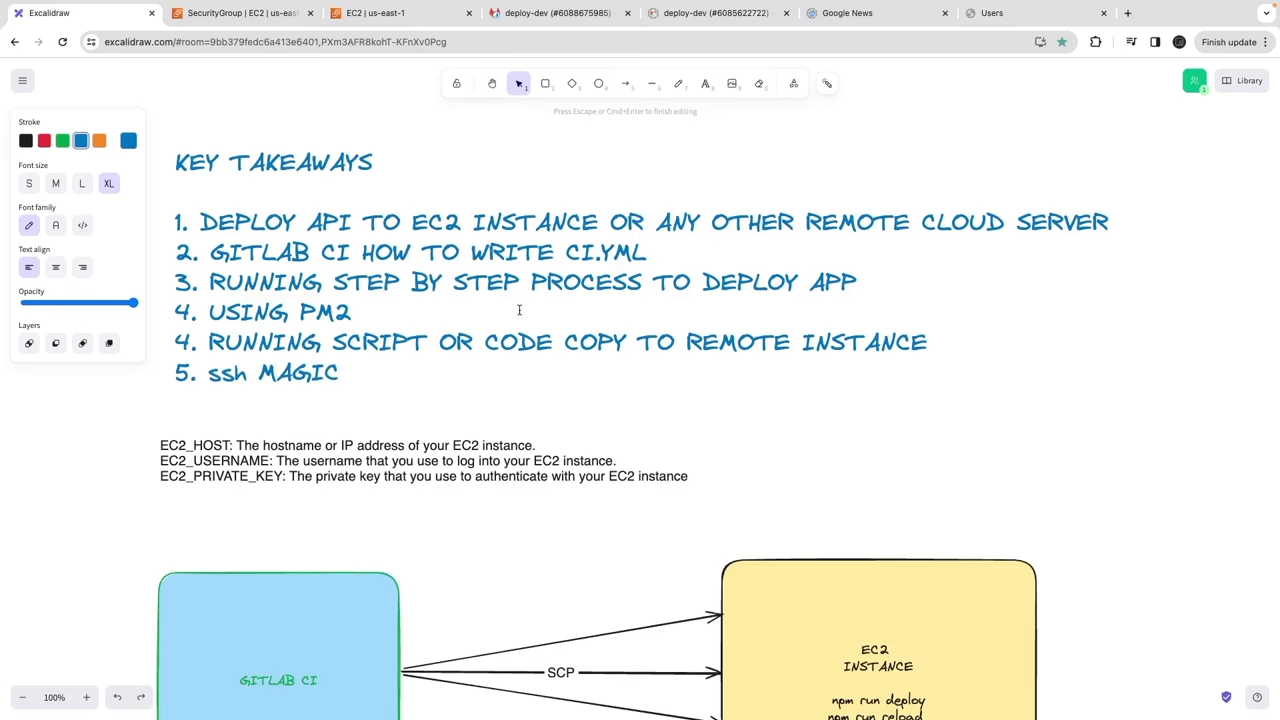 Excalidraw
SecurityGroup | EC2 | us-eas
EC2 | us-east-1
deploy-dev (#6088675985)
deploy-dev (#6085622722)
Google News
Users
excalidraw.com/#room=9bb379fedc6a413e6401,PXm3AFR8kohT-KFnXv0Pcg
Finish update
Library
Press Escape or Cmd+Enter to finish editing
Stroke
Font size
S M L XL
Font family
Text align
Opacity
Layers
KEY TAKEAWAYS
1. DEPLOY API TO EC2 INSTANCE OR ANY OTHER REMOTE CLOUD SERVER
2. GITLAB CI HOW TO WRITE CI.YML
3. RUNNING STEP BY STEP PROCESS TO DEPLOY APP
4. USING PM2
4. RUNNING SCRIPT OR CODE COPY TO REMOTE INSTANCE
5. ssh MAGIC
EC2_HOST: The hostname or IP address of your EC2 instance.
EC2_USERNAME: The username that you use to log into your EC2 instance.
EC2_PRIVATE_KEY: The private key that you use to authenticate with your EC2 instance
GITLAB CI
SCP
EC2
INSTANCE
npm run deploy
npm run reload
100%